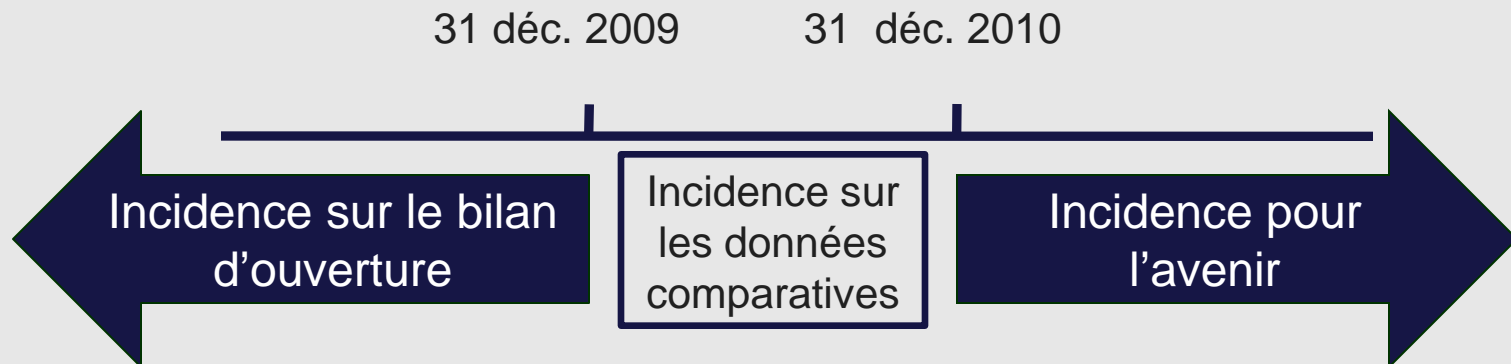 31 déc. 2009 31 déc. 2010
Incidence sur le bilan
d’ouverture
Incidence sur
les données
comparatives
Incidence pour
l’avenir